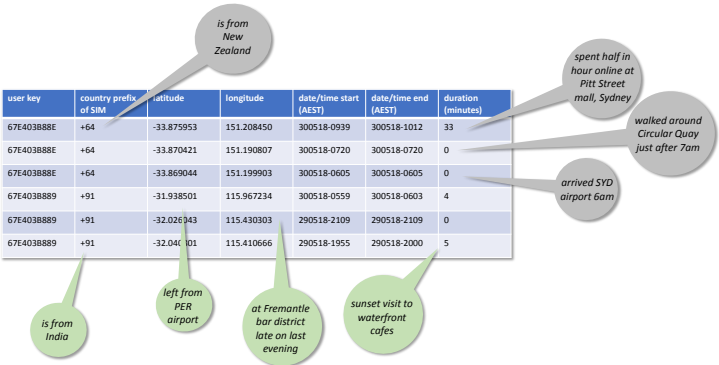 is from
New
Zealand
spent half in
hour online at
Pitt Street
mall, Sydney
walked around
Circular Quay
just after 7am
arrived SYD
airport 6am
user key country prefix of SIM latitude longitude date/time start (AEST) date/time end (AEST) duration (minutes)
67E403B88E +64 -33.875953 151.208450 300518-0939 300518-1012 33
67E403B88E +64 -33.870421 151.190807 300518-0720 300518-0720 0
67E403B88E +64 -33.869044 151.199903 300518-0605 300518-0605 0
67E403B889 +91 -31.938501 115.967234 300518-0559 300518-0603 4
67E403B889 +91 115.430303 290518-2109 290518-2109 0
67E403B889 +91 115.410666 290518-1955 290518-2000 5
is from
India
left from
PER
airport
at Fremantle
bar district
late on last
evening
sunset visit to
waterfront
cafes